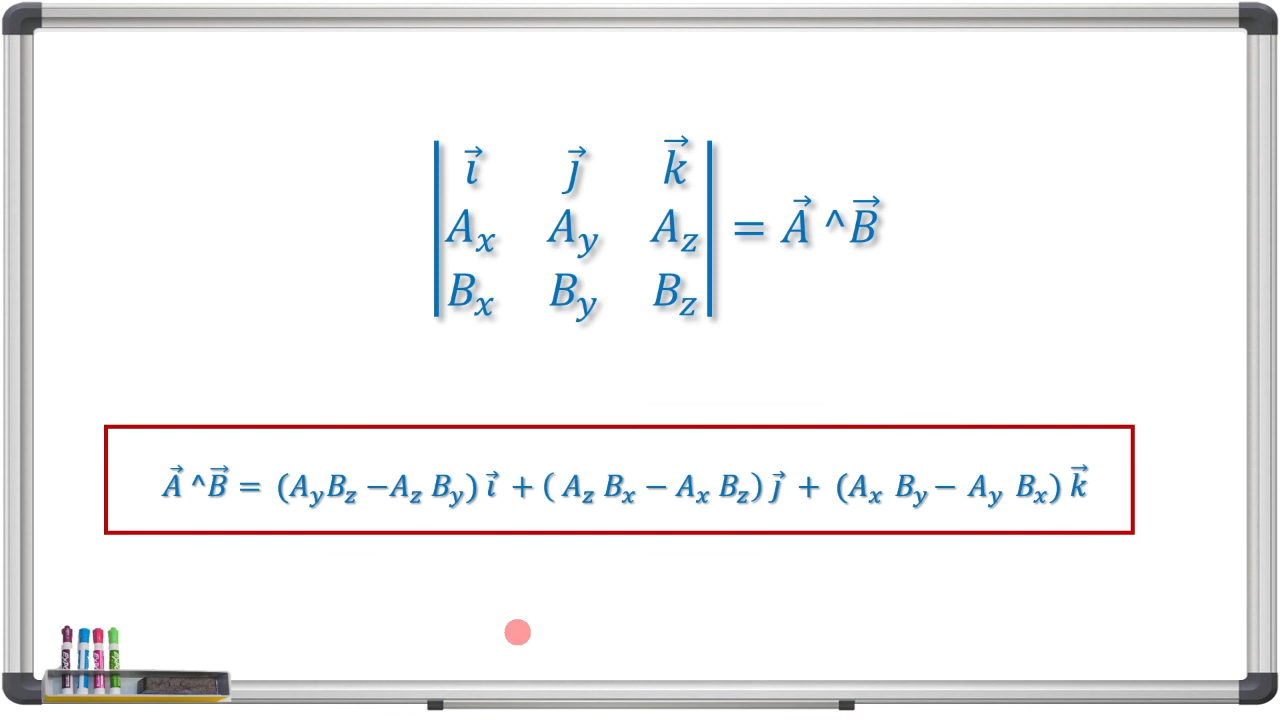 | i⃗ j⃗ k⃗ |
| Aₓ A_y A_z | = A⃗ ^ B⃗
| Bₓ B_y B_z |
A⃗ ^ B⃗ = (A_y B_z − A_z B_y) i⃗ + ( A_z Bₓ − Aₓ B_z) j⃗ + (Aₓ B_y − A_y Bₓ) k⃗